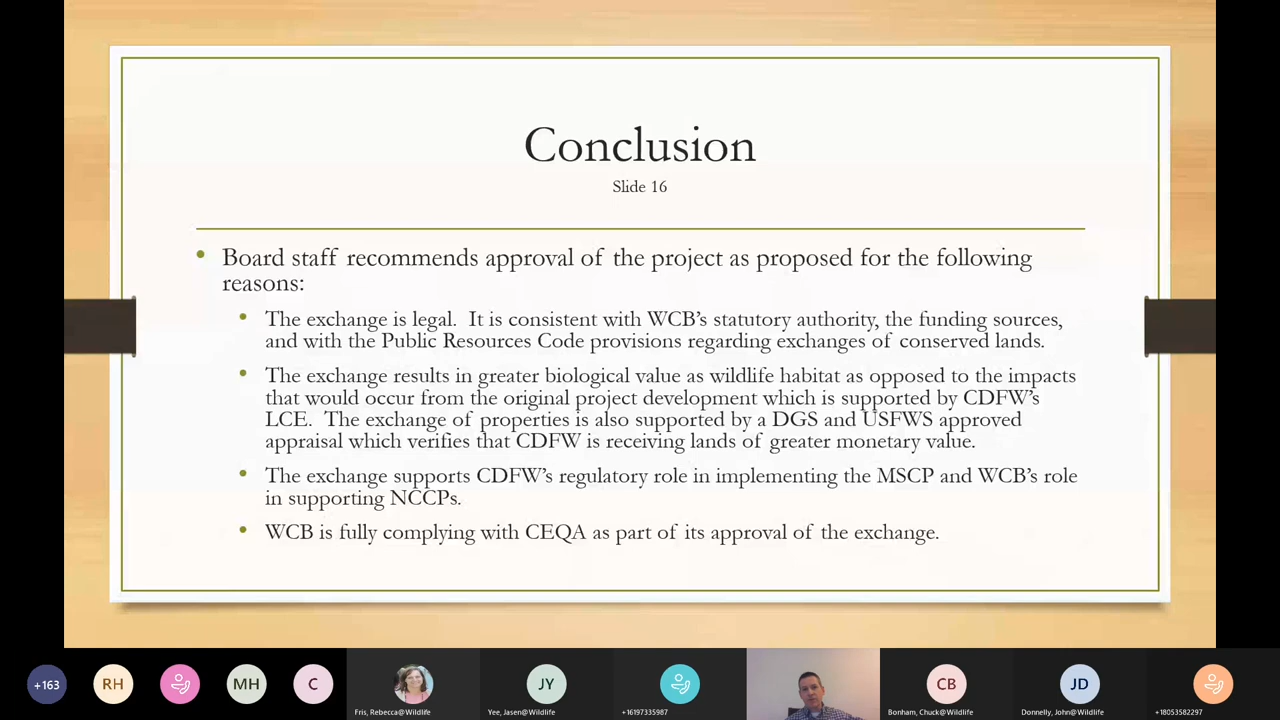 Conclusion
Slide 16
• Board staff recommends approval of the project as proposed for the following
reasons:
• The exchange is legal.  It is consistent with WCB's statutory authority, the funding sources,
and with the Public Resources Code provisions regarding exchanges of conserved lands.
• The exchange results in greater biological value as wildlife habitat as opposed to the impacts
that would occur from the original project development which is supported by CDFW's
LCE.  The exchange of properties is also supported by a DGS and USFWS approved
appraisal which verifies that CDFW is receiving lands of greater monetary value.
• The exchange supports CDFW's regulatory role in implementing the MSCP and WCB's role
in supporting NCCPs.
• WCB is fully complying with CEQA as part of its approval of the exchange.
+163 RH MH C JY CB JD
Fris, Rebecca@Wildlife Yee, Jasen@Wildlife +16197335987 Bonham, Chuck@Wildlife Donnelly, John@Wildlife +18053582297